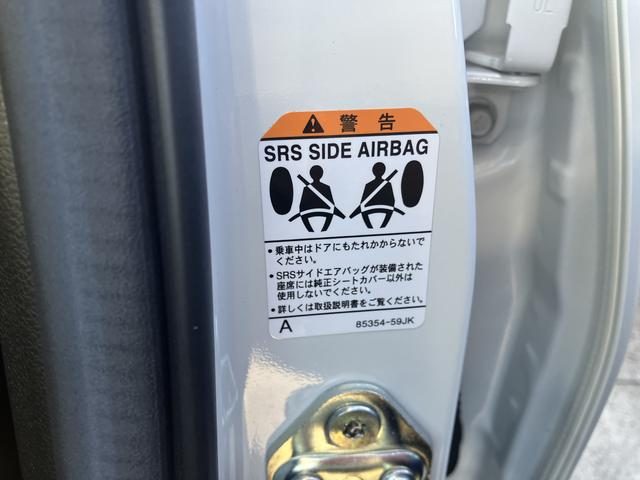 警告
SRS SIDE AIRBAG
・乗車中はドアにもたれかからないで
ください。
・SRSサイドエアバッグが装備された
座席には純正シートカバー以外は
使用しないでください。
・詳しくは取扱説明書をご覧ください。
A 85354-59JK